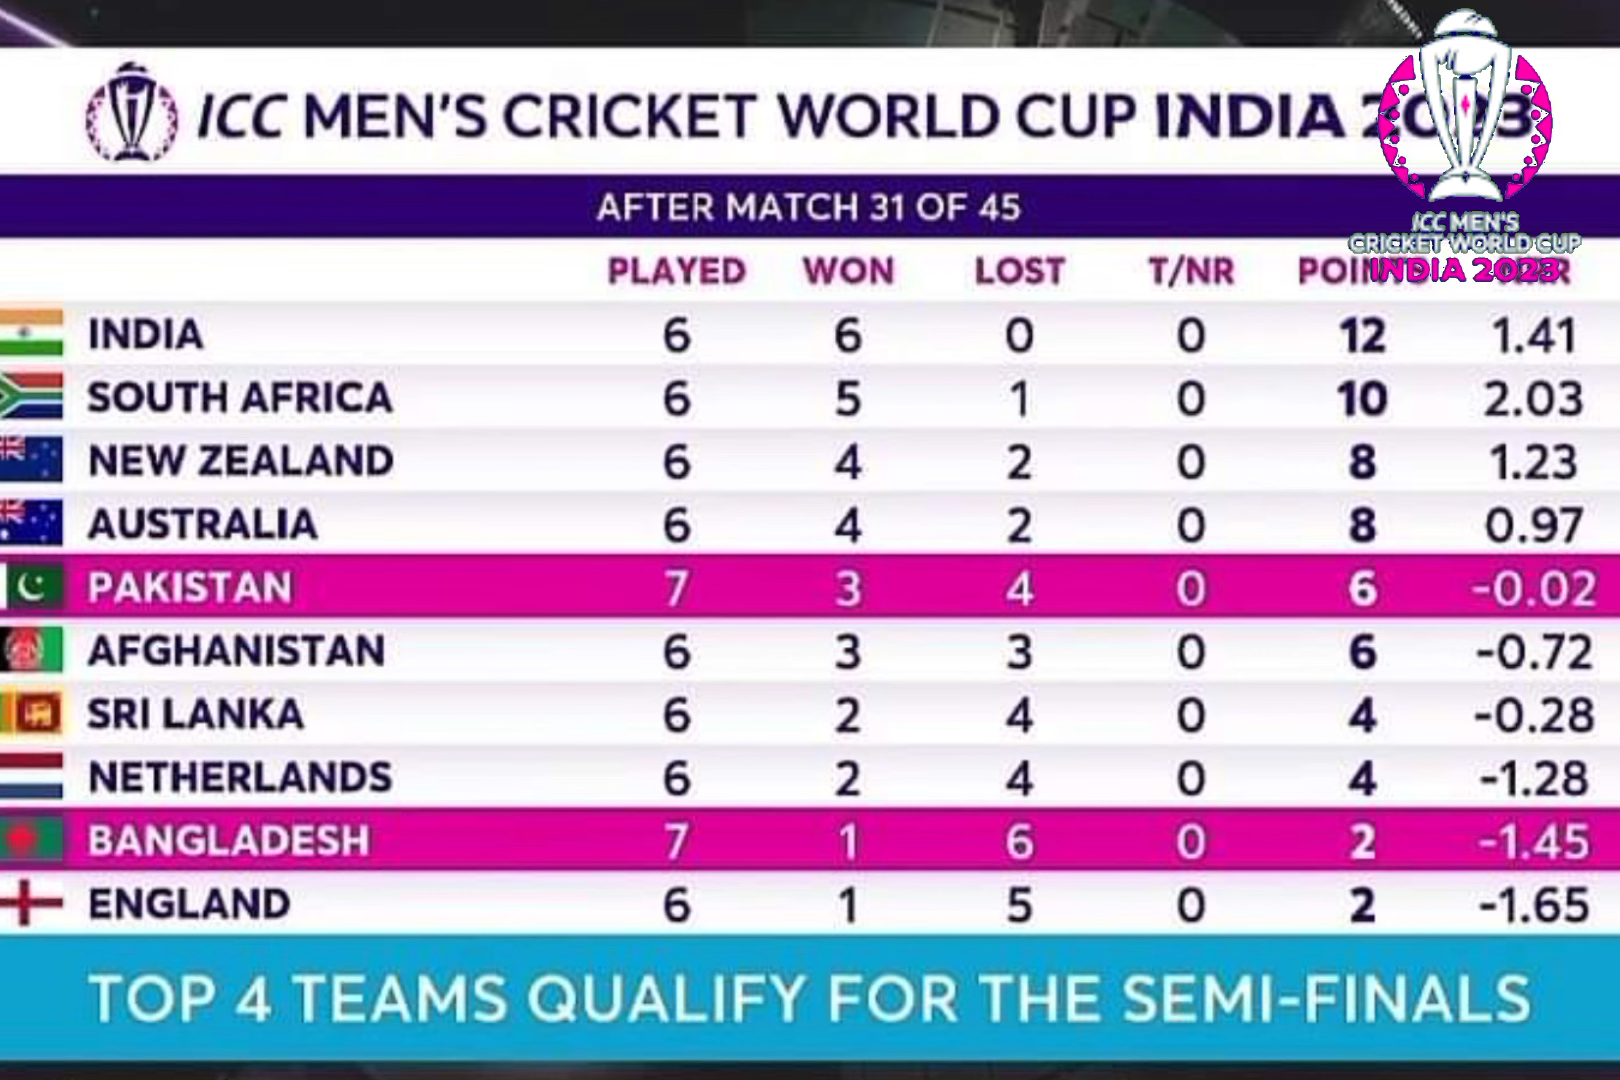 ICC MEN'S CRICKET WORLD CUP INDIA 2023
ICC MEN'S
CRICKET WORLD CUP
INDIA 2023
AFTER MATCH 31 OF 45
PLAYED WON LOST T/NR
INDIA 6 6 0 0 12 1.41
SOUTH AFRICA 6 5 1 0 10 2.03
NEW ZEALAND 6 4 2 0 8 1.23
AUSTRALIA 6 4 2 0 8 0.97
PAKISTAN 7 3 4 0 6 -0.02
AFGHANISTAN 6 3 3 0 6 -0.72
SRI LANKA 6 2 4 0 4 -0.28
NETHERLANDS 6 2 4 0 4 -1.28
BANGLADESH 7 1 6 0 2 -1.45
ENGLAND 6 1 5 0 2 -1.65
TOP 4 TEAMS QUALIFY FOR THE SEMI-FINALS